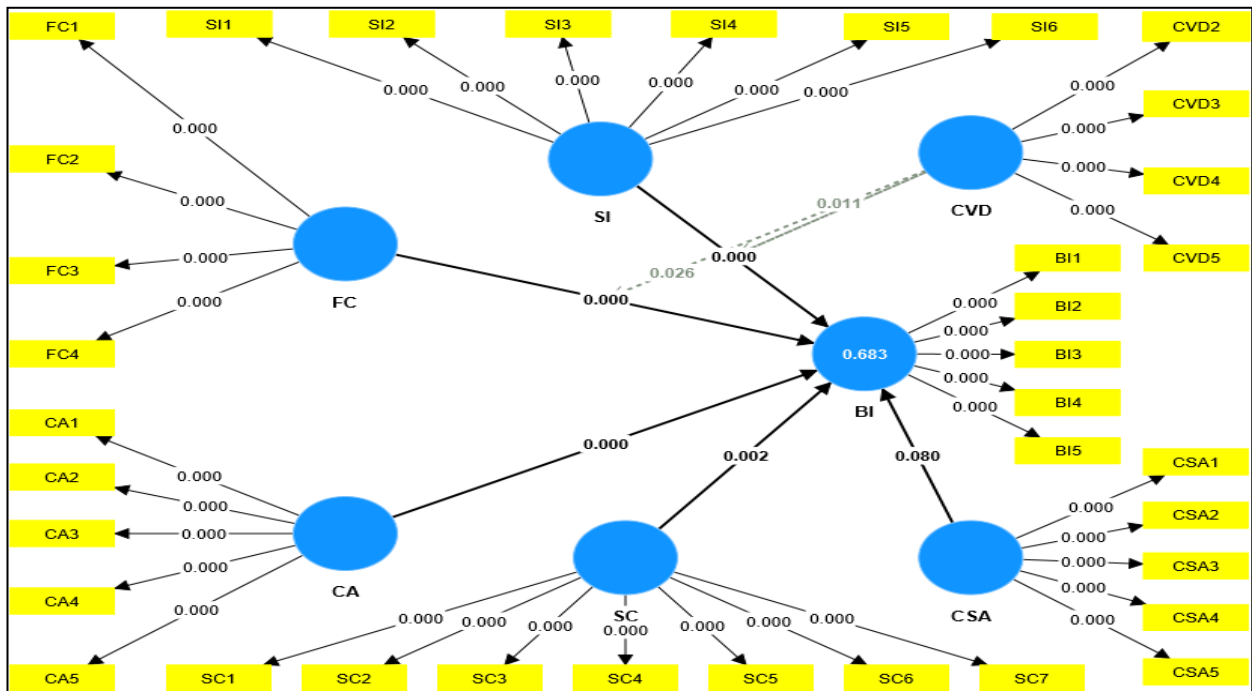 FC1 SI1 SI2 SI3 SI4 SI5 SI6 CVD2
0.000 0.000 0.000 0.000 0.000 0.000 0.000
0.000 CVD3
0.000
FC2
0.000 CVD4
0.000
0.011 0.000
SI CVD
FC3 0.000 0.026 0.000 BI1 CVD5
0.000 FC 0.000 0.000 BI2
0.000
FC4 0.683 0.000 BI3
0.000
BI BI4
0.000
CA1 BI5
0.000 0.000 0.002 0.080 CSA1
CA2
0.000 0.000 CSA2
CA3 0.000 0.000
0.000 0.000 CSA3
CA4 CA SC CSA 0.000 CSA4
0.000 0.000 0.000 0.000 0.000 0.000 0.000 0.000 0.000
CA5 SC1 SC2 SC3 SC4 SC5 SC6 SC7 CSA5